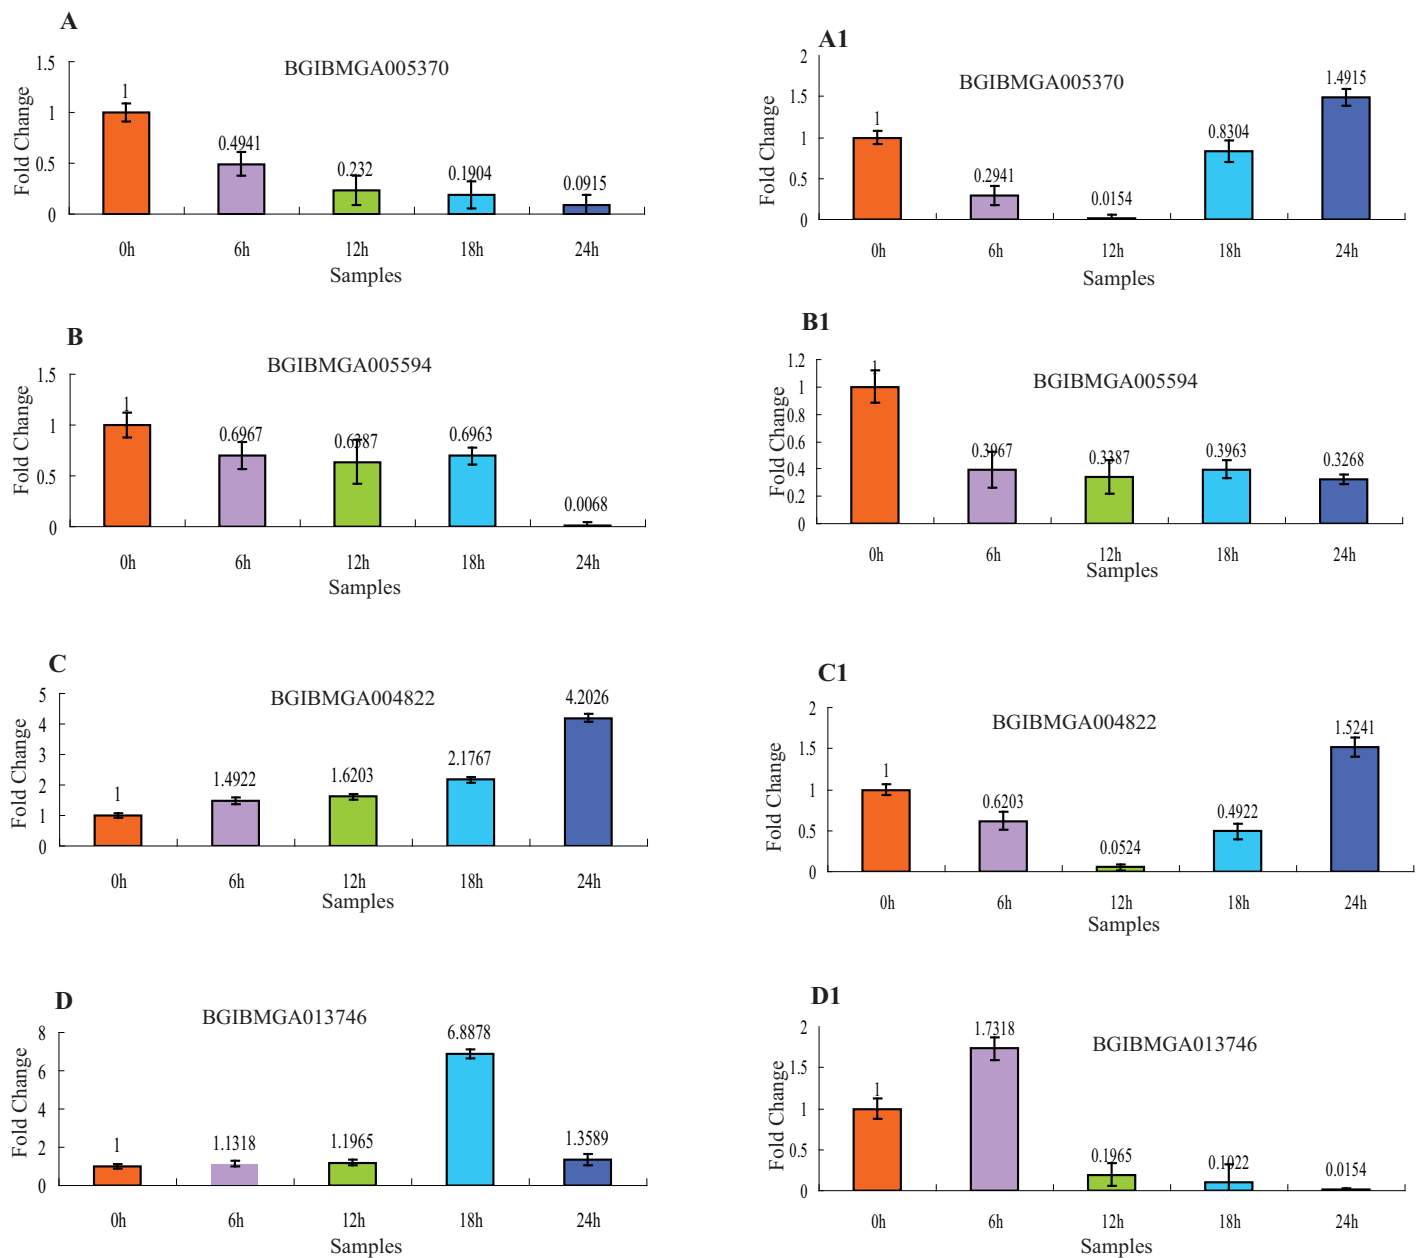 A
BGIBMGA005370
Fold Change
1.5
1
0.5
0
1
0.4941
0.232
0.1904
0.0915
0h 6h 12h 18h 24h
Samples
A1
BGIBMGA005370
Fold Change
2
1.5
1
0.5
0
1
0.2941
0.0154
0.8304
1.4915
0h 6h 12h 18h 24h
Samples
B
BGIBMGA005594
Fold Change
1.5
1
0.5
0
1
0.6967
0.6387
0.6963
0.0068
0h 6h 12h 18h 24h
Samples
B1
BGIBMGA005594
Fold Change
1.2
1
0.8
0.6
0.4
0.2
0
1
0.3967
0.3387
0.3963
0.3268
0h 6h 12h 18h 24h
Samples
C
BGIBMGA004822
Fold Change
5
4
3
2
1
0
1
1.4922
1.6203
2.1767
4.2026
0h 6h 12h 18h 24h
Samples
C1
BGIBMGA004822
Fold Change
2
1.5
1
0.5
0
1
0.6203
0.0524
0.4922
1.5241
0h 6h 12h 18h 24h
Samples
D
BGIBMGA013746
Fold Change
8
6
4
2
0
1
1.1318
1.1965
6.8878
1.3589
0h 6h 12h 18h 24h
Samples
D1
BGIBMGA013746
Fold Change
2
1.5
1
0.5
0
1
1.7318
0.1965
0.1022
0.0154
0h 6h 12h 18h 24h
Samples